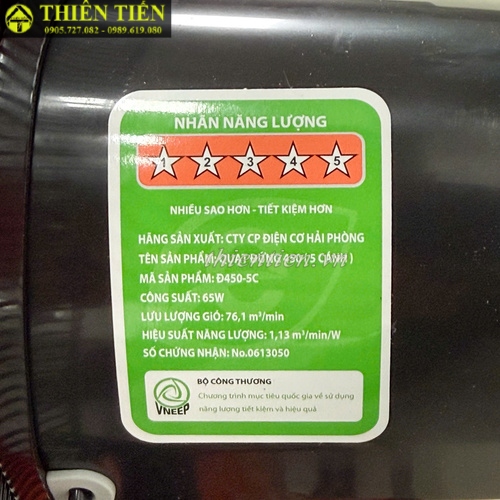 THIÊN TIẾN
0905.727.082 - 0989.619.080
NHÃN NĂNG LƯỢNG
1 2 3 4 5
NHIỀU SAO HƠN - TIẾT KIỆM HƠN
HÃNG SẢN XUẤT: CTY CP ĐIỆN CƠ HẢI PHÒNG
TÊN SẢN PHẨM: QUẠT ĐỨNG 450 (5 CÁNH )
MÃ SẢN PHẨM: Đ450-5C
CÔNG SUẤT: 65W
LƯU LƯỢNG GIÓ: 76,1 m³/min
HIỆU SUẤT NĂNG LƯỢNG: 1,13 m³/min/W
SỐ CHỨNG NHẬN: No.0613050
BỘ CÔNG THƯƠNG
Chương trình mục tiêu quốc gia về sử dụng
năng lượng tiết kiệm và hiệu quả
VNEEP